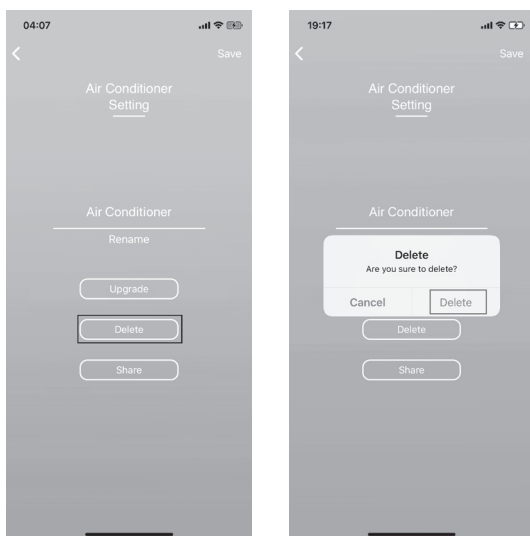 04:07
Save
Air Conditioner
Setting
Air Conditioner
Rename
Upgrade
Delete
Share
19:17
Save
Air Conditioner
Setting
Air Conditioner
Delete
Are you sure to delete?
Cancel Delete
Delete
Share